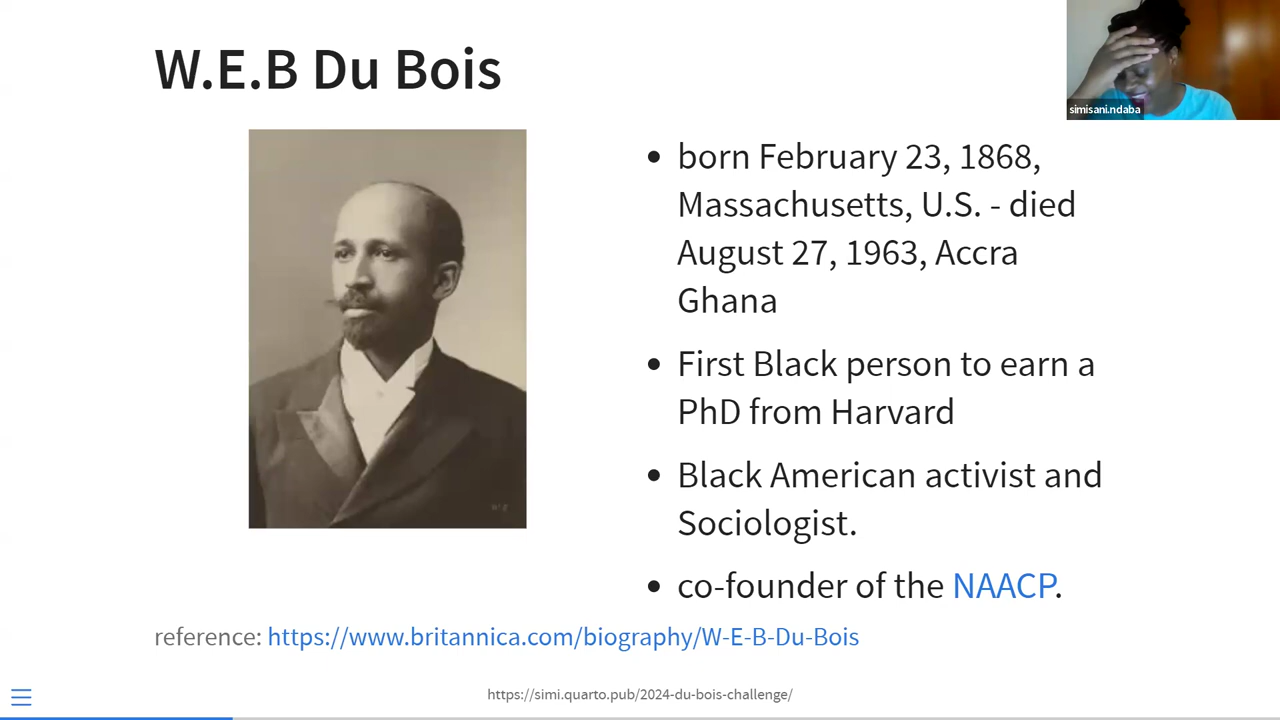 W.E.B Du Bois
simisani.ndaba
• born February 23, 1868,
Massachusetts, U.S. - died
August 27, 1963, Accra
Ghana
• First Black person to earn a
PhD from Harvard
• Black American activist and
Sociologist.
• co-founder of the NAACP.
reference: https://www.britannica.com/biography/W-E-B-Du-Bois
https://simi.quarto.pub/2024-du-bois-challenge/